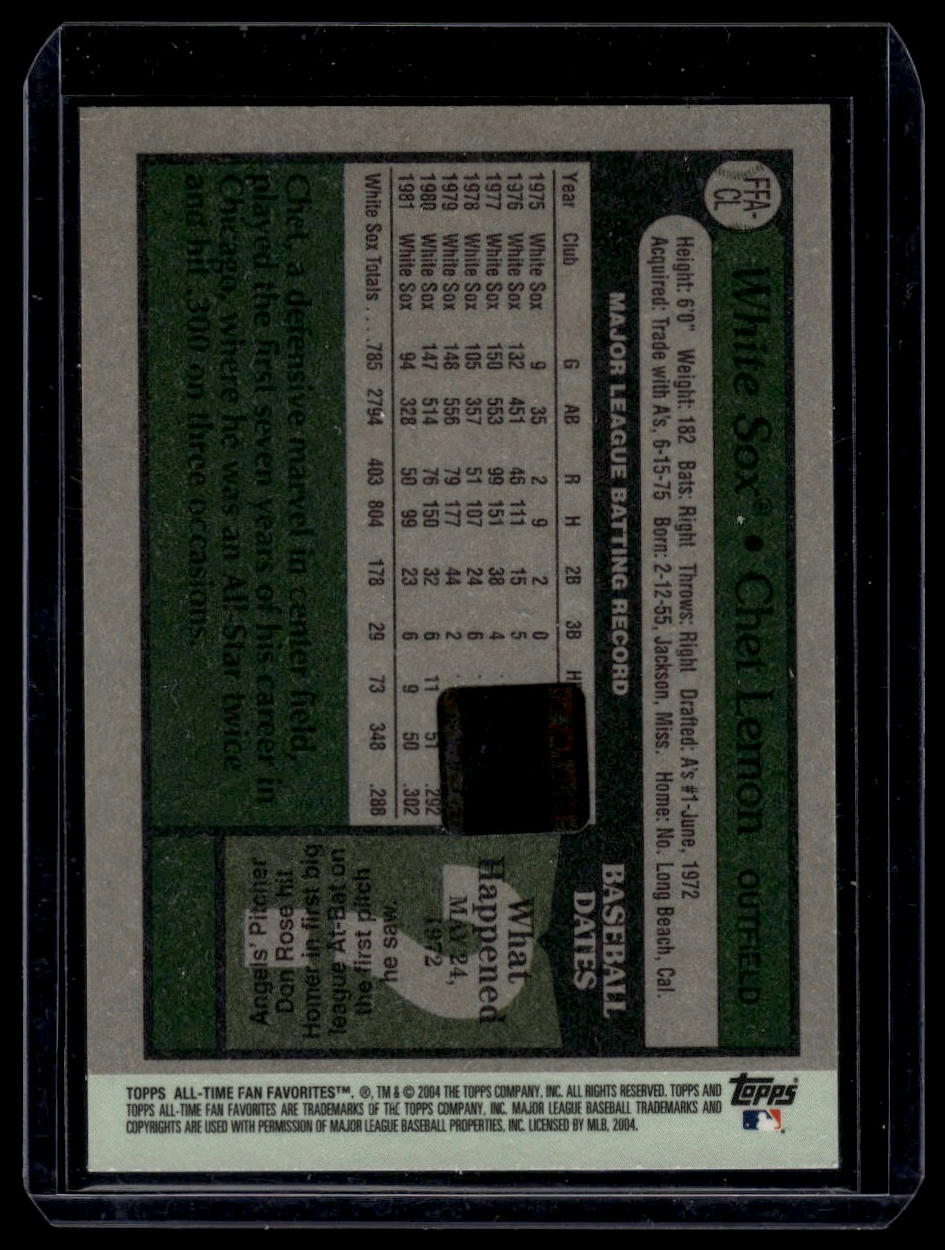 FFA-
CL
White Sox® • Chet Lemon OUTFIELD
Height: 6'0" Weight: 182 Bats: Right Throws: Right Drafted: A's #1-June, 1972
Acquired: Trade with A's, 6-15-75 Born: 2-12-55, Jackson, Miss. Home: No. Long Beach, Cal.
MAJOR LEAGUE BATTING RECORD
Year Club G AB R H 2B 3B H
1975 White Sox 9 35 2 9 2 0
1976 White Sox 132 451 46 111 15 5
1977 White Sox 150 553 99 151 38 4
1978 White Sox 105 357 51 107 24 6
1979 White Sox 148 556 79 177 44 2
1980 White Sox 147 514 76 150 32 6 11 51 .292
1981 White Sox 94 328 50 99 23 6 9 50 .302
White Sox Totals . . . .785 2794 403 804 178 29 73 348 .288
Chet, a defensive marvel in center field,
played the first seven years of his career in
Chicago, where he was an All-Star twice
and hit .300 on three occasions.
BASEBALL
DATES
What
Happened
MAY 24,
1972
Angels' Pitcher
Don Rose hit
Homer in first big
league At-Bat on
the first pitch
he saw.
topps®
TOPPS ALL-TIME FAN FAVORITES™. ®, TM & © 2004 THE TOPPS COMPANY, INC. ALL RIGHTS RESERVED. TOPPS AND
TOPPS ALL-TIME FAN FAVORITES ARE TRADEMARKS OF THE TOPPS COMPANY, INC. MAJOR LEAGUE BASEBALL TRADEMARKS AND
COPYRIGHTS ARE USED WITH PERMISSION OF MAJOR LEAGUE BASEBALL PROPERTIES, INC. LICENSED BY MLB, 2004.